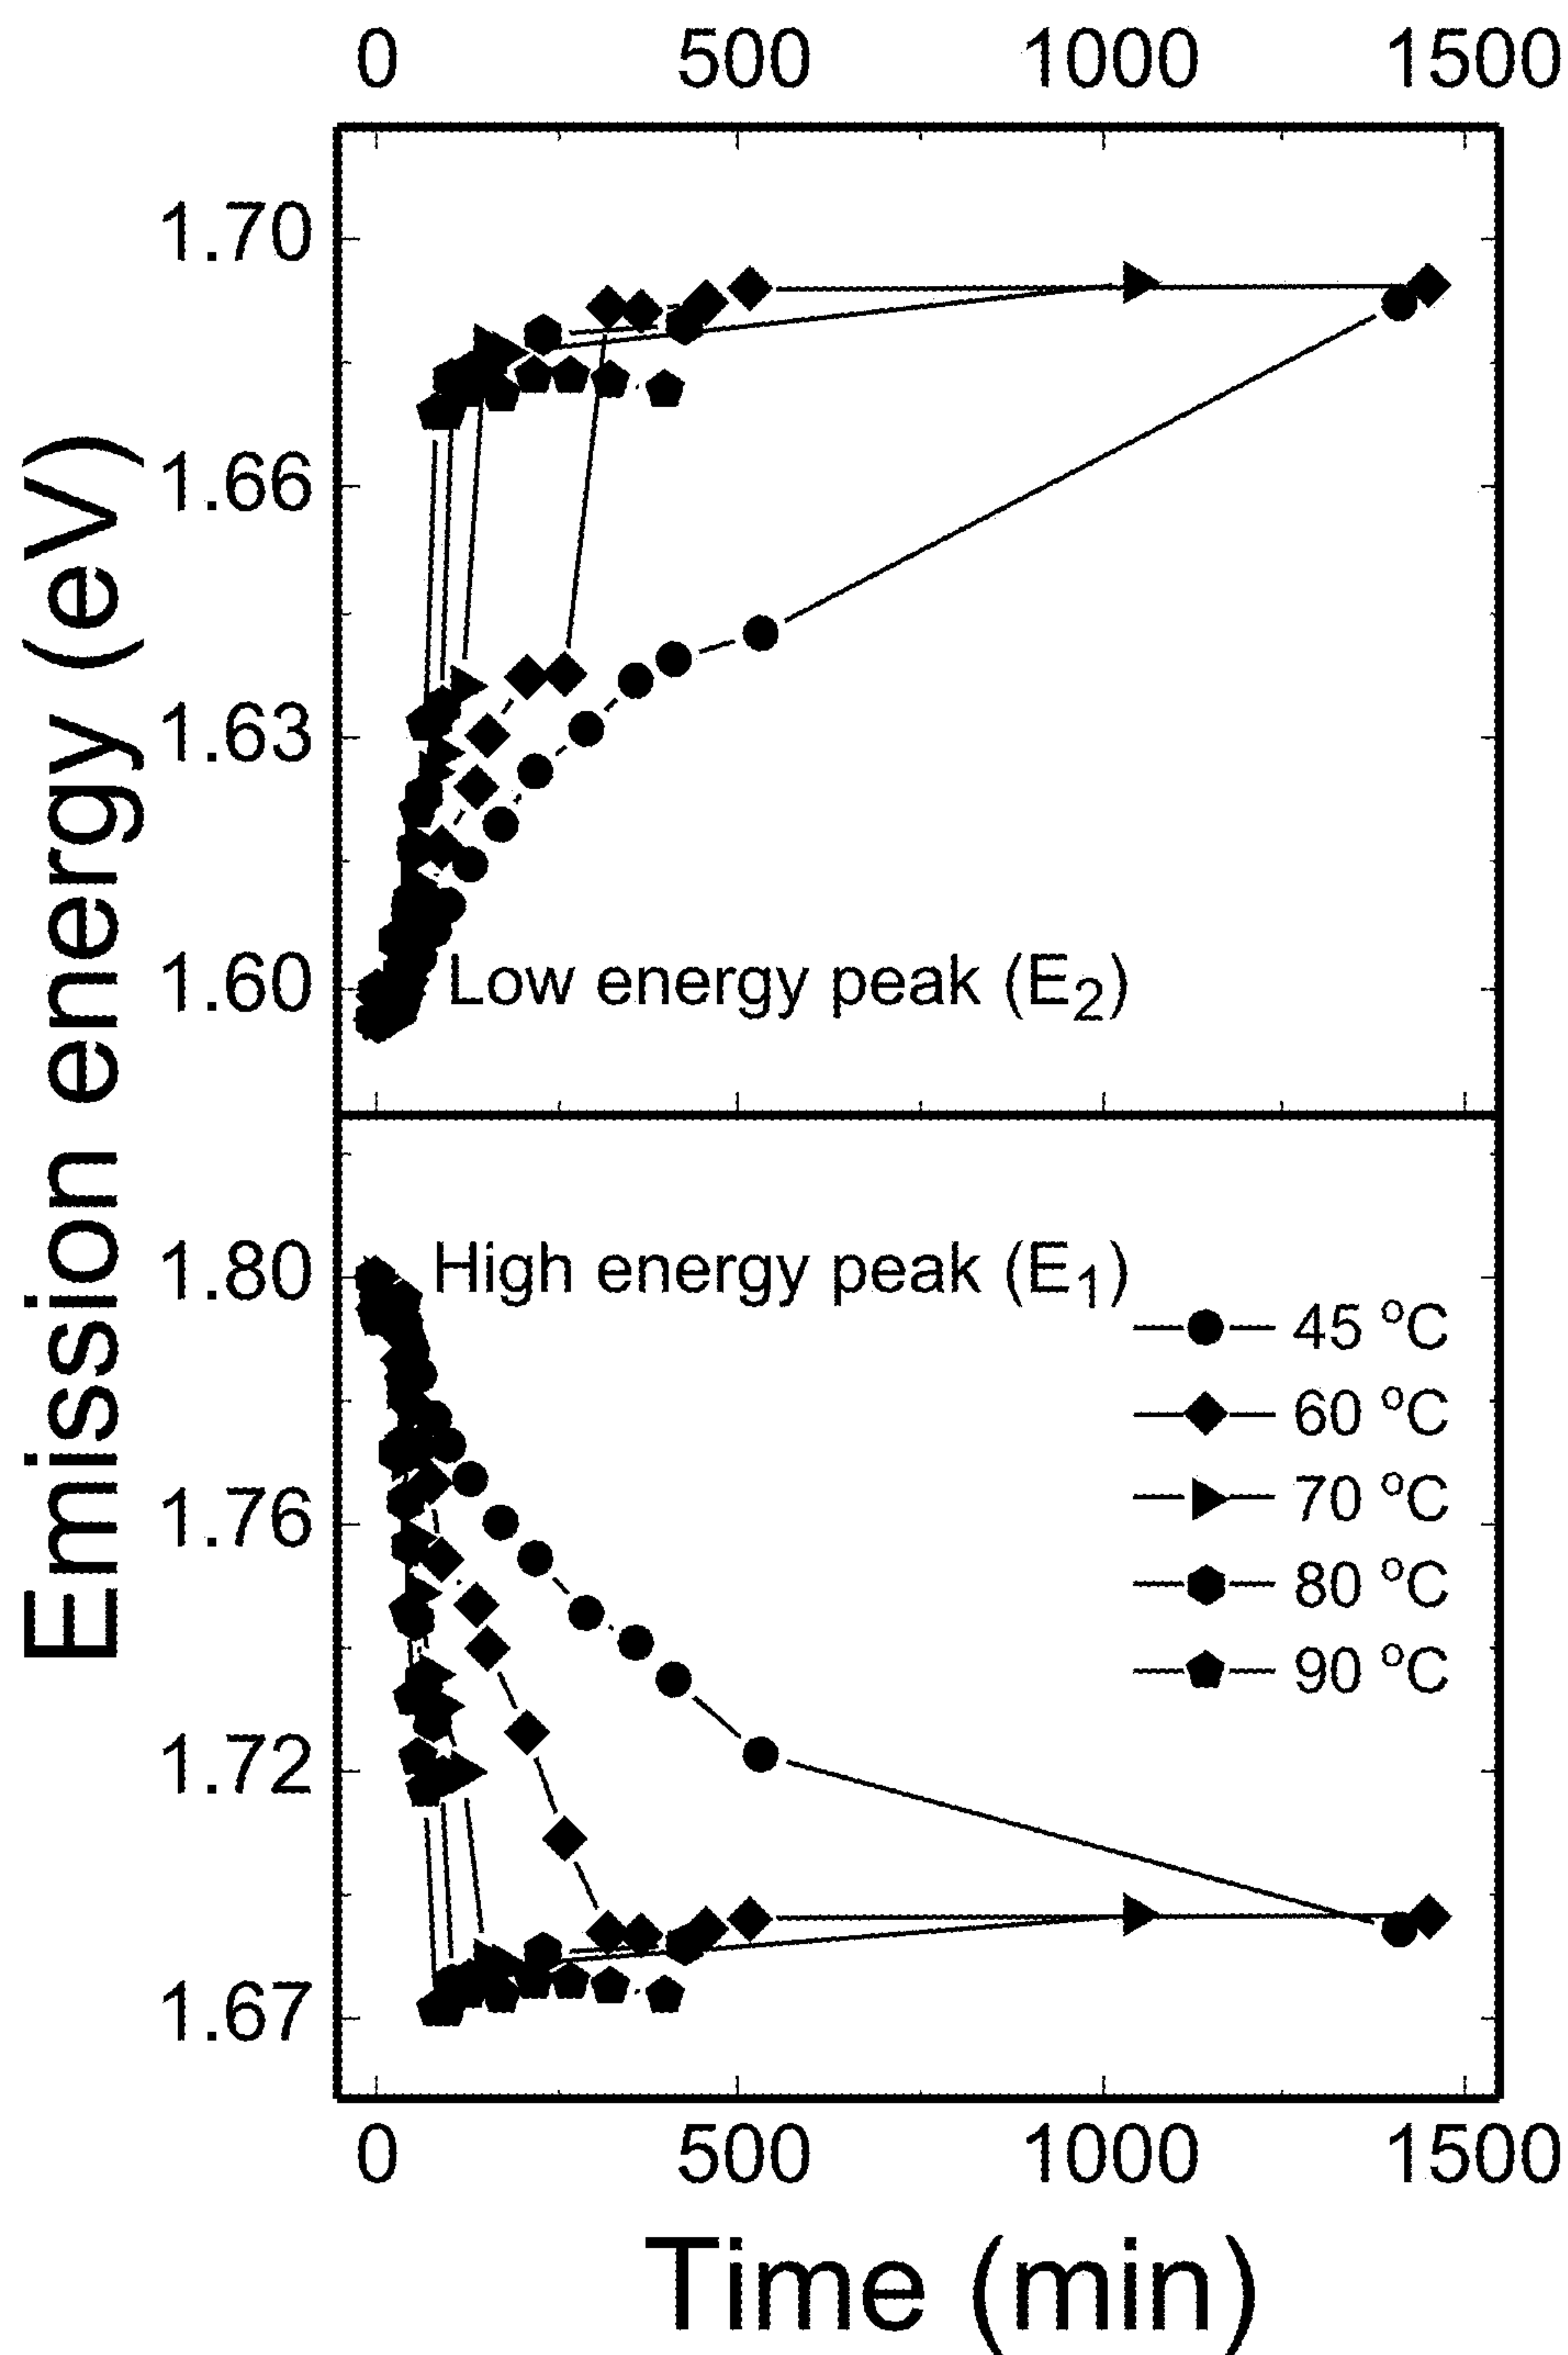 0 500 1000 1500
1.70
1.66
1.63
1.60
Low energy peak (E2)
Emission energy (eV)
1.80
High energy peak (E1)
45 °C
60 °C
1.76
70 °C
80 °C
90 °C
1.72
1.67
0 500 1000 1500
Time (min)